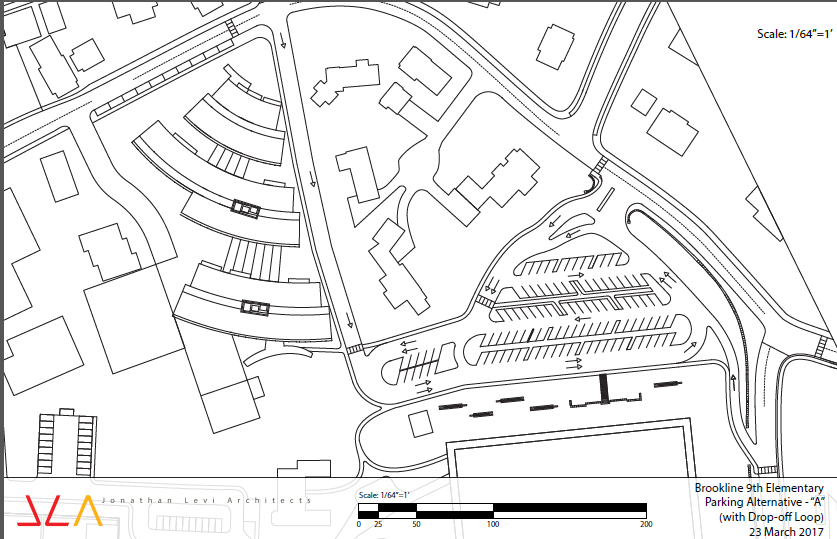 Scale: 1/64"=1'
Jonathan Levi Architects
Scale: 1/64"=1'
0 25 50 100 200
Brookline 9th Elementary
Parking Alternative - "A"
(with Drop-off Loop)
23 March 2017